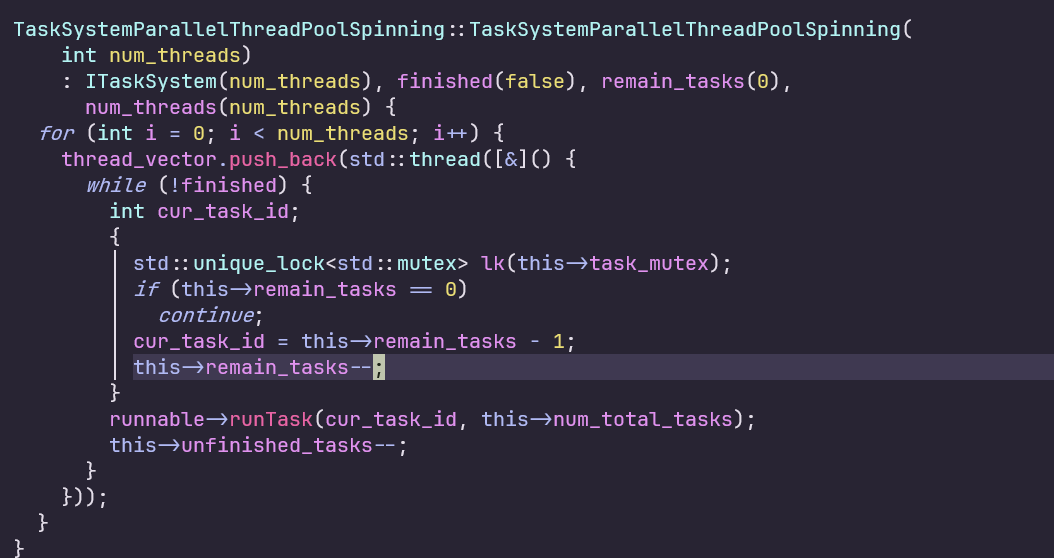 TaskSystemParallelThreadPoolSpinning::TaskSystemParallelThreadPoolSpinning(
    int num_threads)
    : ITaskSystem(num_threads), finished(false), remain_tasks(0),
      num_threads(num_threads) {
  for (int i = 0; i < num_threads; i++) {
    thread_vector.push_back(std::thread([&]() {
      while (!finished) {
        int cur_task_id;
        {
          std::unique_lock<std::mutex> lk(this->task_mutex);
          if (this->remain_tasks == 0)
            continue;
          cur_task_id = this->remain_tasks - 1;
          this->remain_tasks--;
        }
        runnable->runTask(cur_task_id, this->num_total_tasks);
        this->unfinished_tasks--;
      }
    }));
  }
}